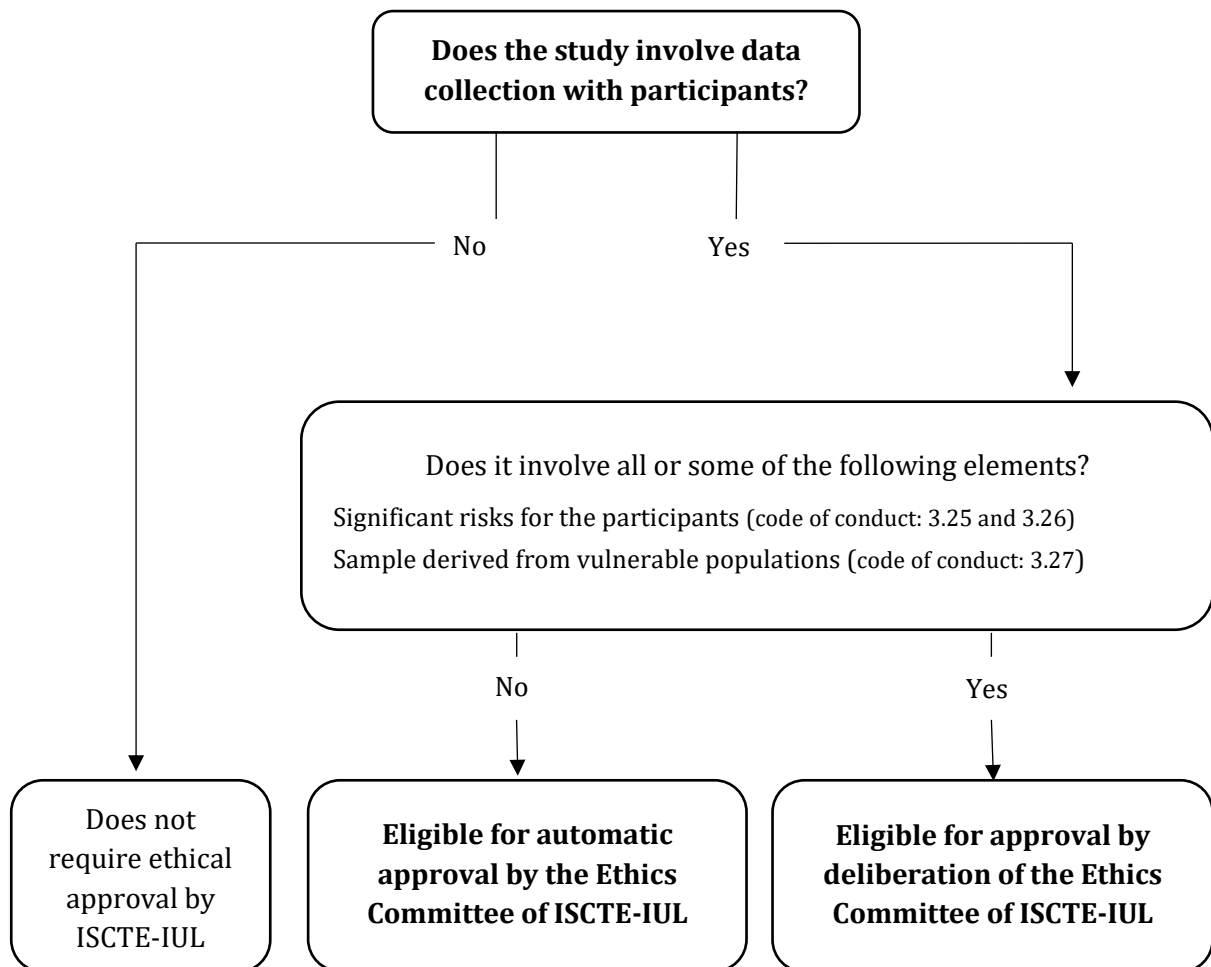 Does the study involve data
collection with participants?
No
Yes
Does it involve all or some of the following elements?
Significant risks for the participants (code of conduct: 3.25 and 3.26)
Sample derived from vulnerable populations (code of conduct: 3.27)
No
Yes
Does not
require ethical
approval by
ISCTE-IUL
Eligible for automatic
approval by the Ethics
Committee of ISCTE-IUL
Eligible for approval by
deliberation of the Ethics
Committee of ISCTE-IUL